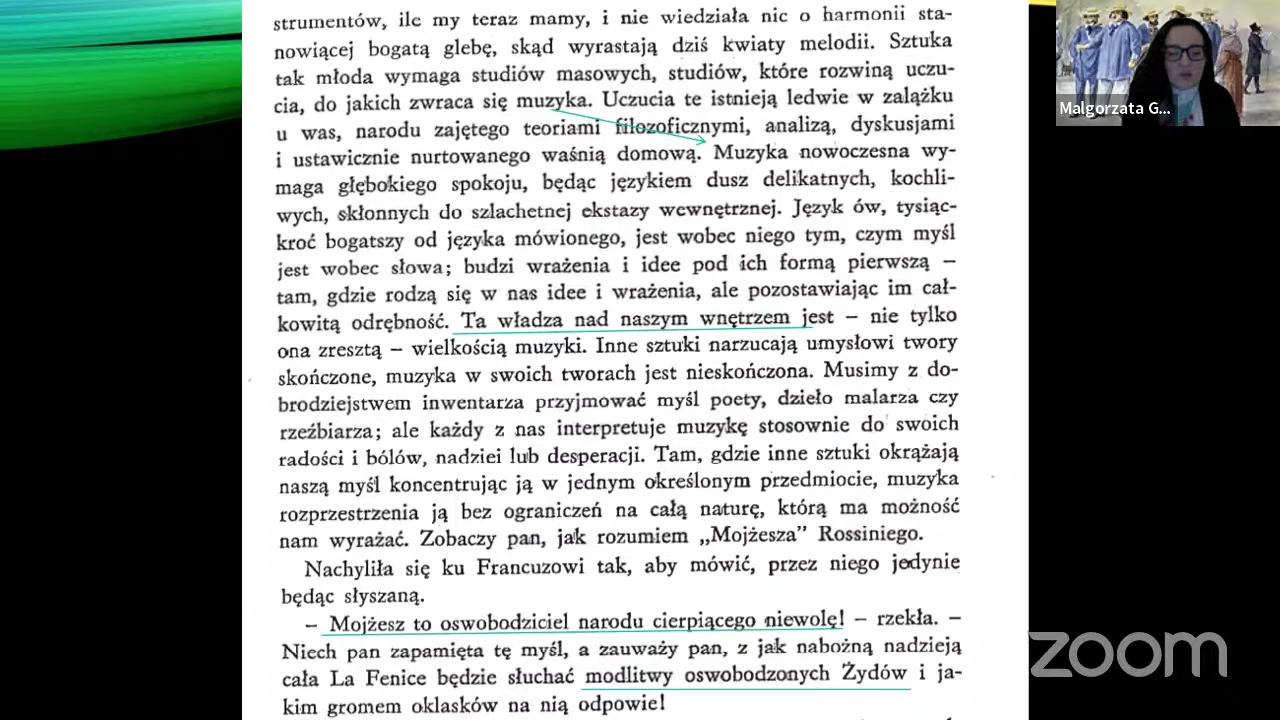 strumentów, ile my teraz mamy, i nie wiedziała nic o harmonii sta-
nowiącej bogatą glebę, skąd wyrastają dziś kwiaty melodii. Sztuka
tak młoda wymaga studiów masowych, studiów, które rozwiną uczu-
cia, do jakich zwraca się muzyka. Uczucia te istnieją ledwie w zalążku
u was, narodu zajętego teoriami filozoficznymi, analizą, dyskusjami
i ustawicznie nurtowanego waśnią domową. Muzyka nowoczesna wy-
maga głębokiego spokoju, będąc językiem dusz delikatnych, kochli-
wych, skłonnych do szlachetnej ekstazy wewnętrznej. Język ów, tysiąc-
kroć bogatszy od języka mówionego, jest wobec niego tym, czym myśl
jest wobec słowa; budzi wrażenia i idee pod ich formą pierwszą –
tam, gdzie rodzą się w nas idee i wrażenia, ale pozostawiając im cał-
kowitą odrębność. Ta władza nad naszym wnętrzem jest – nie tylko
ona zresztą – wielkością muzyki. Inne sztuki narzucają umysłowi twory
skończone, muzyka w swoich tworach jest nieskończona. Musimy z do-
brodziejstwem inwentarza przyjmować myśl poety, dzieło malarza czy
rzeźbiarza; ale każdy z nas interpretuje muzykę stosownie do swoich
radości i bólów, nadziei lub desperacji. Tam, gdzie inne sztuki okrążają
naszą myśl koncentrując ją w jednym określonym przedmiocie, muzyka
rozprzestrzenia ją bez ograniczeń na całą naturę, którą ma możność
nam wyrażać. Zobaczy pan, jak rozumiem „Mojżesza” Rossiniego.
Nachyliła się ku Francuzowi tak, aby mówić, przez niego jedynie
będąc słyszaną.
– Mojżesz to oswobodziciel narodu cierpiącego niewolę! – rzekła. –
Niech pan zapamięta tę myśl, a zauważy pan, z jak nabożną nadzieją
cała La Fenice będzie słuchać modlitwy oswobodzonych Żydów i ja-
kim gromem oklasków na nią odpowie!
Malgorzata G...
zoom